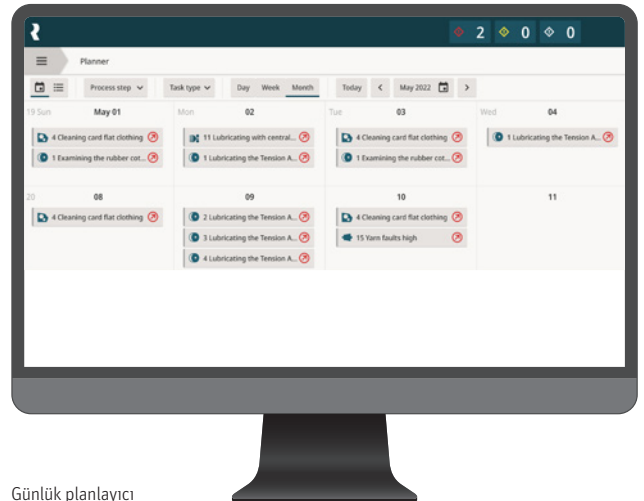 2 0 0
Planner
Process step Task type Day Week Month Today May 2022
19 Sun May 01 Mon 02 Tue 03 Wed 04
4 Cleaning card flat clothing 11 Lubricating with central... 4 Cleaning card flat clothing 1 Lubricating the Tension A...
1 Examining the rubber cot... 1 Lubricating the Tension A... 1 Examining the rubber cot...
20 08 09 10 11
4 Cleaning card flat clothing 2 Lubricating the Tension A... 4 Cleaning card flat clothing
3 Lubricating the Tension A... 15 Yarn faults high
4 Lubricating the Tension A...
Günlük planlayıcı